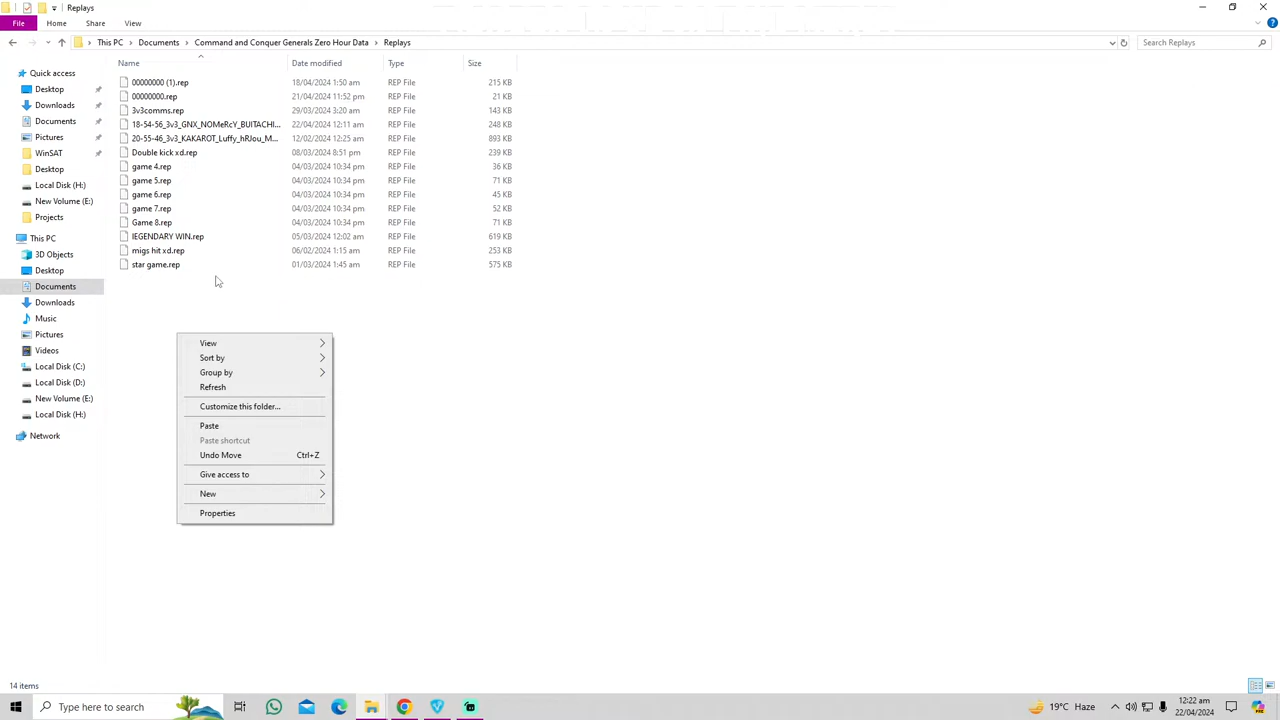 Replays
File Home Share View
This PC Documents Command and Conquer Generals Zero Hour Data Replays Search Replays
Name Date modified Type Size
Quick access
Desktop
Downloads
Documents
Pictures
WinSAT
Desktop
Local Disk (H:)
New Volume (E:)
Projects
This PC
3D Objects
Desktop
Documents
Downloads
Music
Pictures
Videos
Local Disk (C:)
Local Disk (D:)
New Volume (E:)
Local Disk (H:)
Network
00000000 (1).rep 18/04/2024 1:50 am REP File 215 KB
00000000.rep 21/04/2024 11:52 pm REP File 21 KB
3v3comms.rep 29/03/2024 3:20 am REP File 143 KB
18-54-56_3v3_GNX_NOMeRcY_BUITACHI... 22/04/2024 12:11 am REP File 248 KB
20-55-46_3v3_KAKAROT_Luffy_hRJou_M... 12/02/2024 12:25 am REP File 893 KB
Double kick xd.rep 08/03/2024 8:51 pm REP File 239 KB
game 4.rep 04/03/2024 10:34 pm REP File 36 KB
game 5.rep 04/03/2024 10:34 pm REP File 71 KB
game 6.rep 04/03/2024 10:34 pm REP File 45 KB
game 7.rep 04/03/2024 10:34 pm REP File 52 KB
Game 8.rep 04/03/2024 10:34 pm REP File 71 KB
lEGENDARY WIN.rep 05/03/2024 12:02 am REP File 619 KB
migs hit xd.rep 06/02/2024 1:15 am REP File 253 KB
star game.rep 01/03/2024 1:45 am REP File 575 KB
View
Sort by
Group by
Refresh
Customize this folder...
Paste
Paste shortcut
Undo Move Ctrl+Z
Give access to
New
Properties
14 items
Type here to search
19°C Haze
12:22 am
22/04/2024